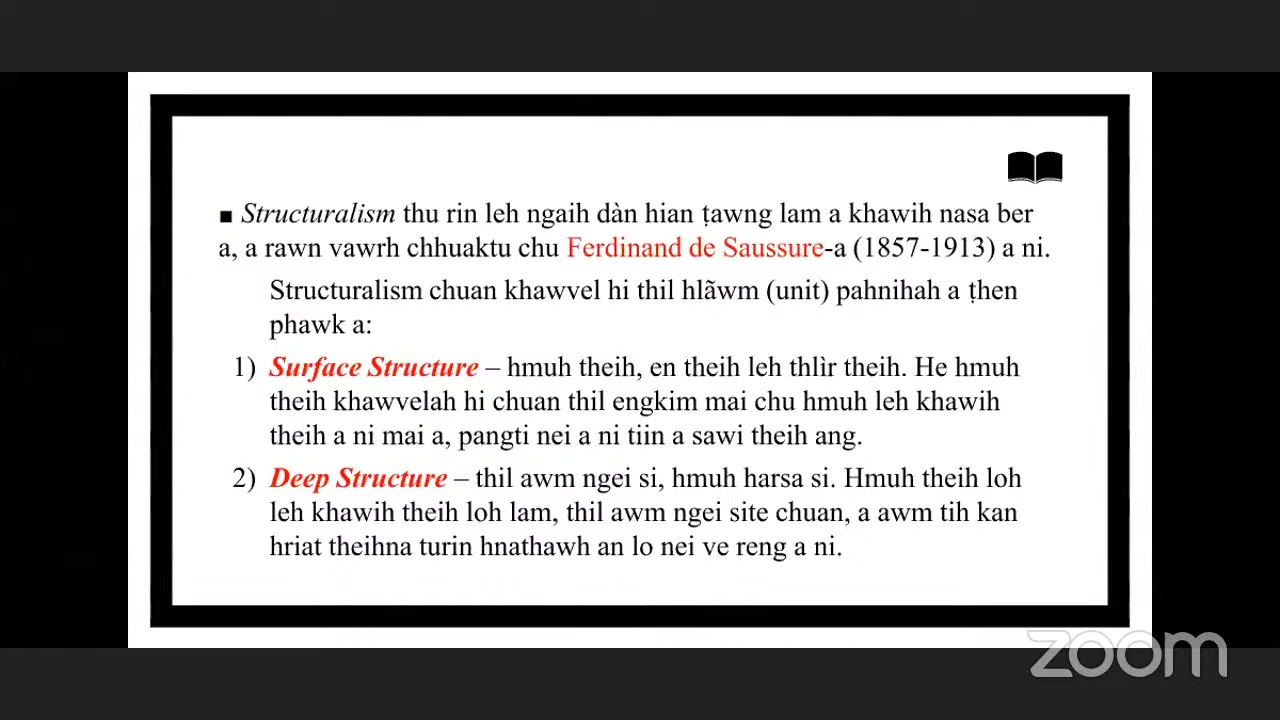 ■ Structuralism thu rin leh ngaih dàn hian ṭawng lam a khawih nasa ber
a, a rawn vawrh chhuaktu chu Ferdinand de Saussure-a (1857-1913) a ni.
Structuralism chuan khawvel hi thil hlãwm (unit) pahnihah a ṭhen
phawk a:
1) Surface Structure – hmuh theih, en theih leh thlìr theih. He hmuh
theih khawvelah hi chuan thil engkim mai chu hmuh leh khawih
theih a ni mai a, pangti nei a ni tiin a sawi theih ang.
2) Deep Structure – thil awm ngei si, hmuh harsa si. Hmuh theih loh
leh khawih theih loh lam, thil awm ngei site chuan, a awm tih kan
hriat theihna turin hnathawh an lo nei ve reng a ni.
zoom